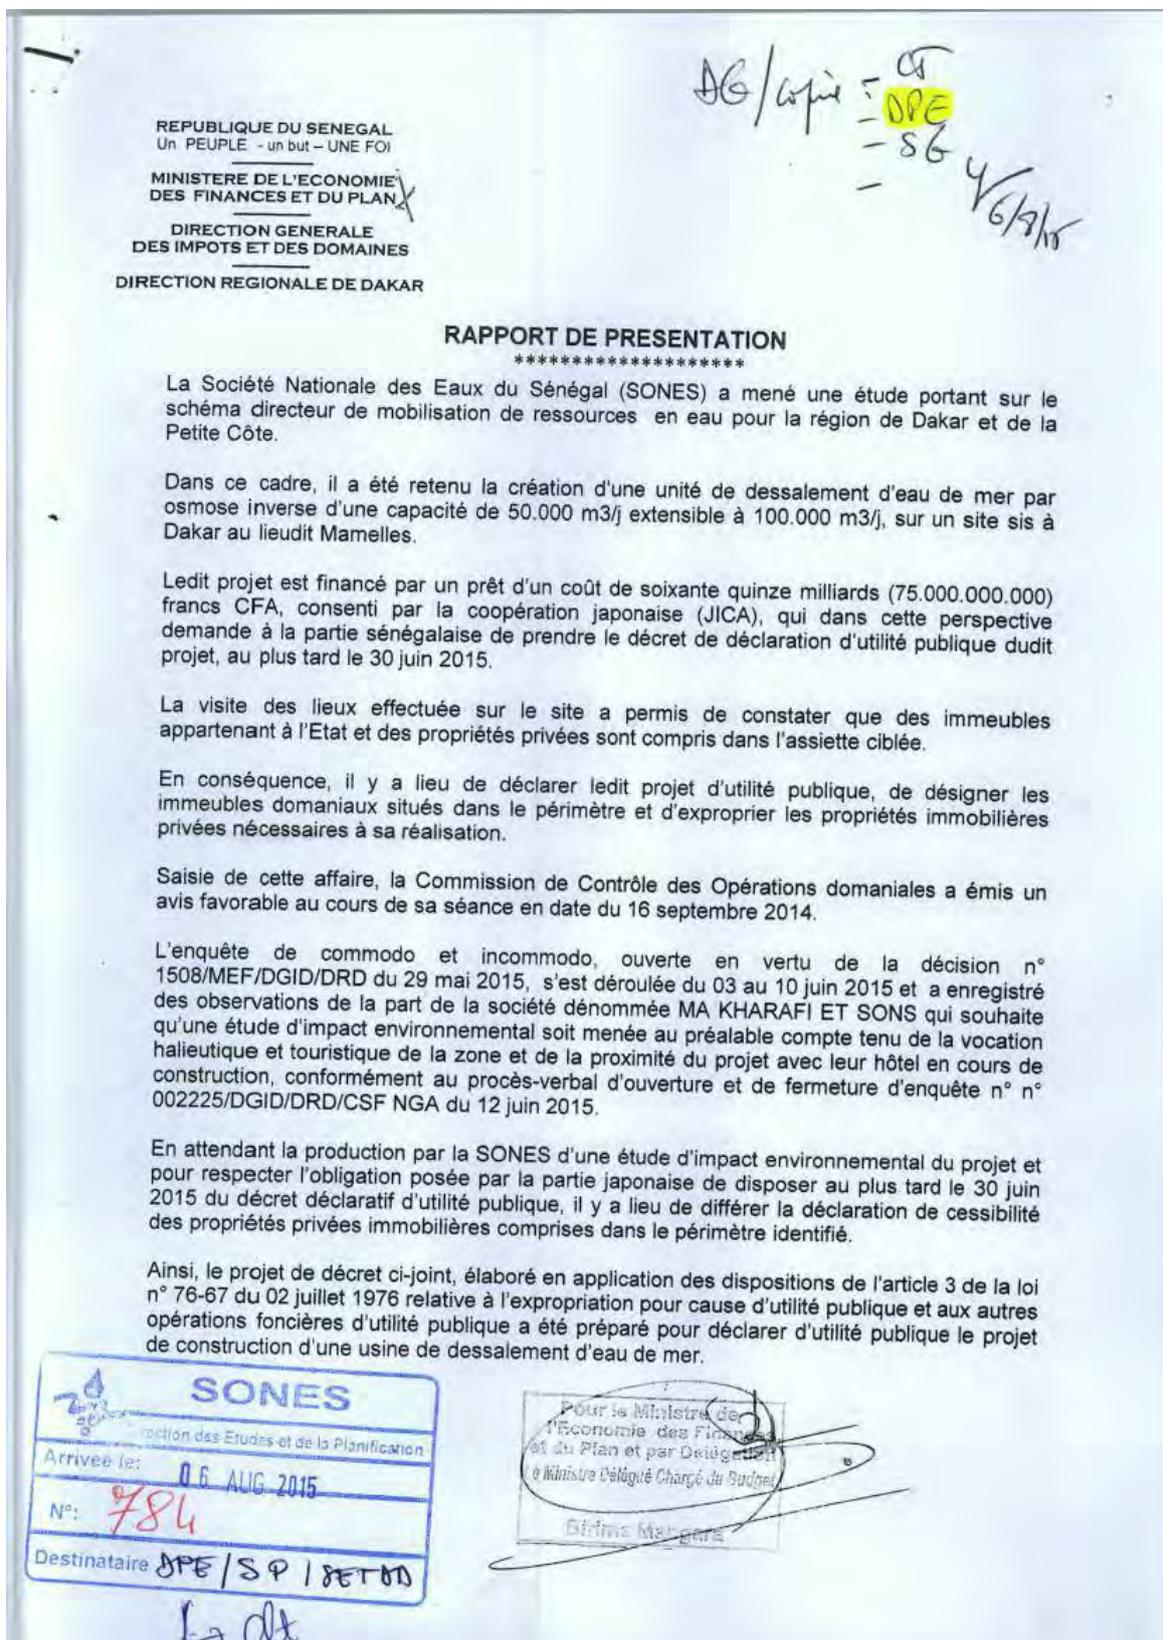 DG/copie : - CT
- DPE
- SG
-
6/8/15
REPUBLIQUE DU SENEGAL
Un PEUPLE - un but – UNE FOI
MINISTERE DE L'ECONOMIE
DES FINANCES ET DU PLAN
DIRECTION GENERALE
DES IMPOTS ET DES DOMAINES
DIRECTION REGIONALE DE DAKAR
RAPPORT DE PRESENTATION
********************
La Société Nationale des Eaux du Sénégal (SONES) a mené une étude portant sur le
schéma directeur de mobilisation de ressources en eau pour la région de Dakar et de la
Petite Côte.
Dans ce cadre, il a été retenu la création d'une unité de dessalement d'eau de mer par
osmose inverse d'une capacité de 50.000 m3/j extensible à 100.000 m3/j, sur un site sis à
Dakar au lieudit Mamelles.
Ledit projet est financé par un prêt d'un coût de soixante quinze milliards (75.000.000.000)
francs CFA, consenti par la coopération japonaise (JICA), qui dans cette perspective
demande à la partie sénégalaise de prendre le décret de déclaration d'utilité publique dudit
projet, au plus tard le 30 juin 2015.
La visite des lieux effectuée sur le site a permis de constater que des immeubles
appartenant à l'Etat et des propriétés privées sont compris dans l'assiette ciblée.
En conséquence, il y a lieu de déclarer ledit projet d'utilité publique, de désigner les
immeubles domaniaux situés dans le périmètre et d'exproprier les propriétés immobilières
privées nécessaires à sa réalisation.
Saisie de cette affaire, la Commission de Contrôle des Opérations domaniales a émis un
avis favorable au cours de sa séance en date du 16 septembre 2014.
L'enquête de commodo et incommodo, ouverte en vertu de la décision n°
1508/MEF/DGID/DRD du 29 mai 2015, s'est déroulée du 03 au 10 juin 2015 et a enregistré
des observations de la part de la société dénommée MA KHARAFI ET SONS qui souhaite
qu'une étude d'impact environnemental soit menée au préalable compte tenu de la vocation
halieutique et touristique de la zone et de la proximité du projet avec leur hôtel en cours de
construction, conformément au procès-verbal d'ouverture et de fermeture d'enquête n° n°
002225/DGID/DRD/CSF NGA du 12 juin 2015.
En attendant la production par la SONES d'une étude d'impact environnemental du projet et
pour respecter l'obligation posée par la partie japonaise de disposer au plus tard le 30 juin
2015 du décret déclaratif d'utilité publique, il y a lieu de différer la déclaration de cessibilité
des propriétés privées immobilières comprises dans le périmètre identifié.
Ainsi, le projet de décret ci-joint, élaboré en application des dispositions de l'article 3 de la loi
n° 76-67 du 02 juillet 1976 relative à l'expropriation pour cause d'utilité publique et aux autres
opérations foncières d'utilité publique a été préparé pour déclarer d'utilité publique le projet
de construction d'une usine de dessalement d'eau de mer.
SONES
rection des Etudes et de la Planification
Arrivée le: 06 AUG 2015
N°: 784
Destinataire DPE/SP/
Pour le Ministre de
l'Economie des Finances
et du Plan et par Délégation
Le Ministre Délégué Chargé du Budget